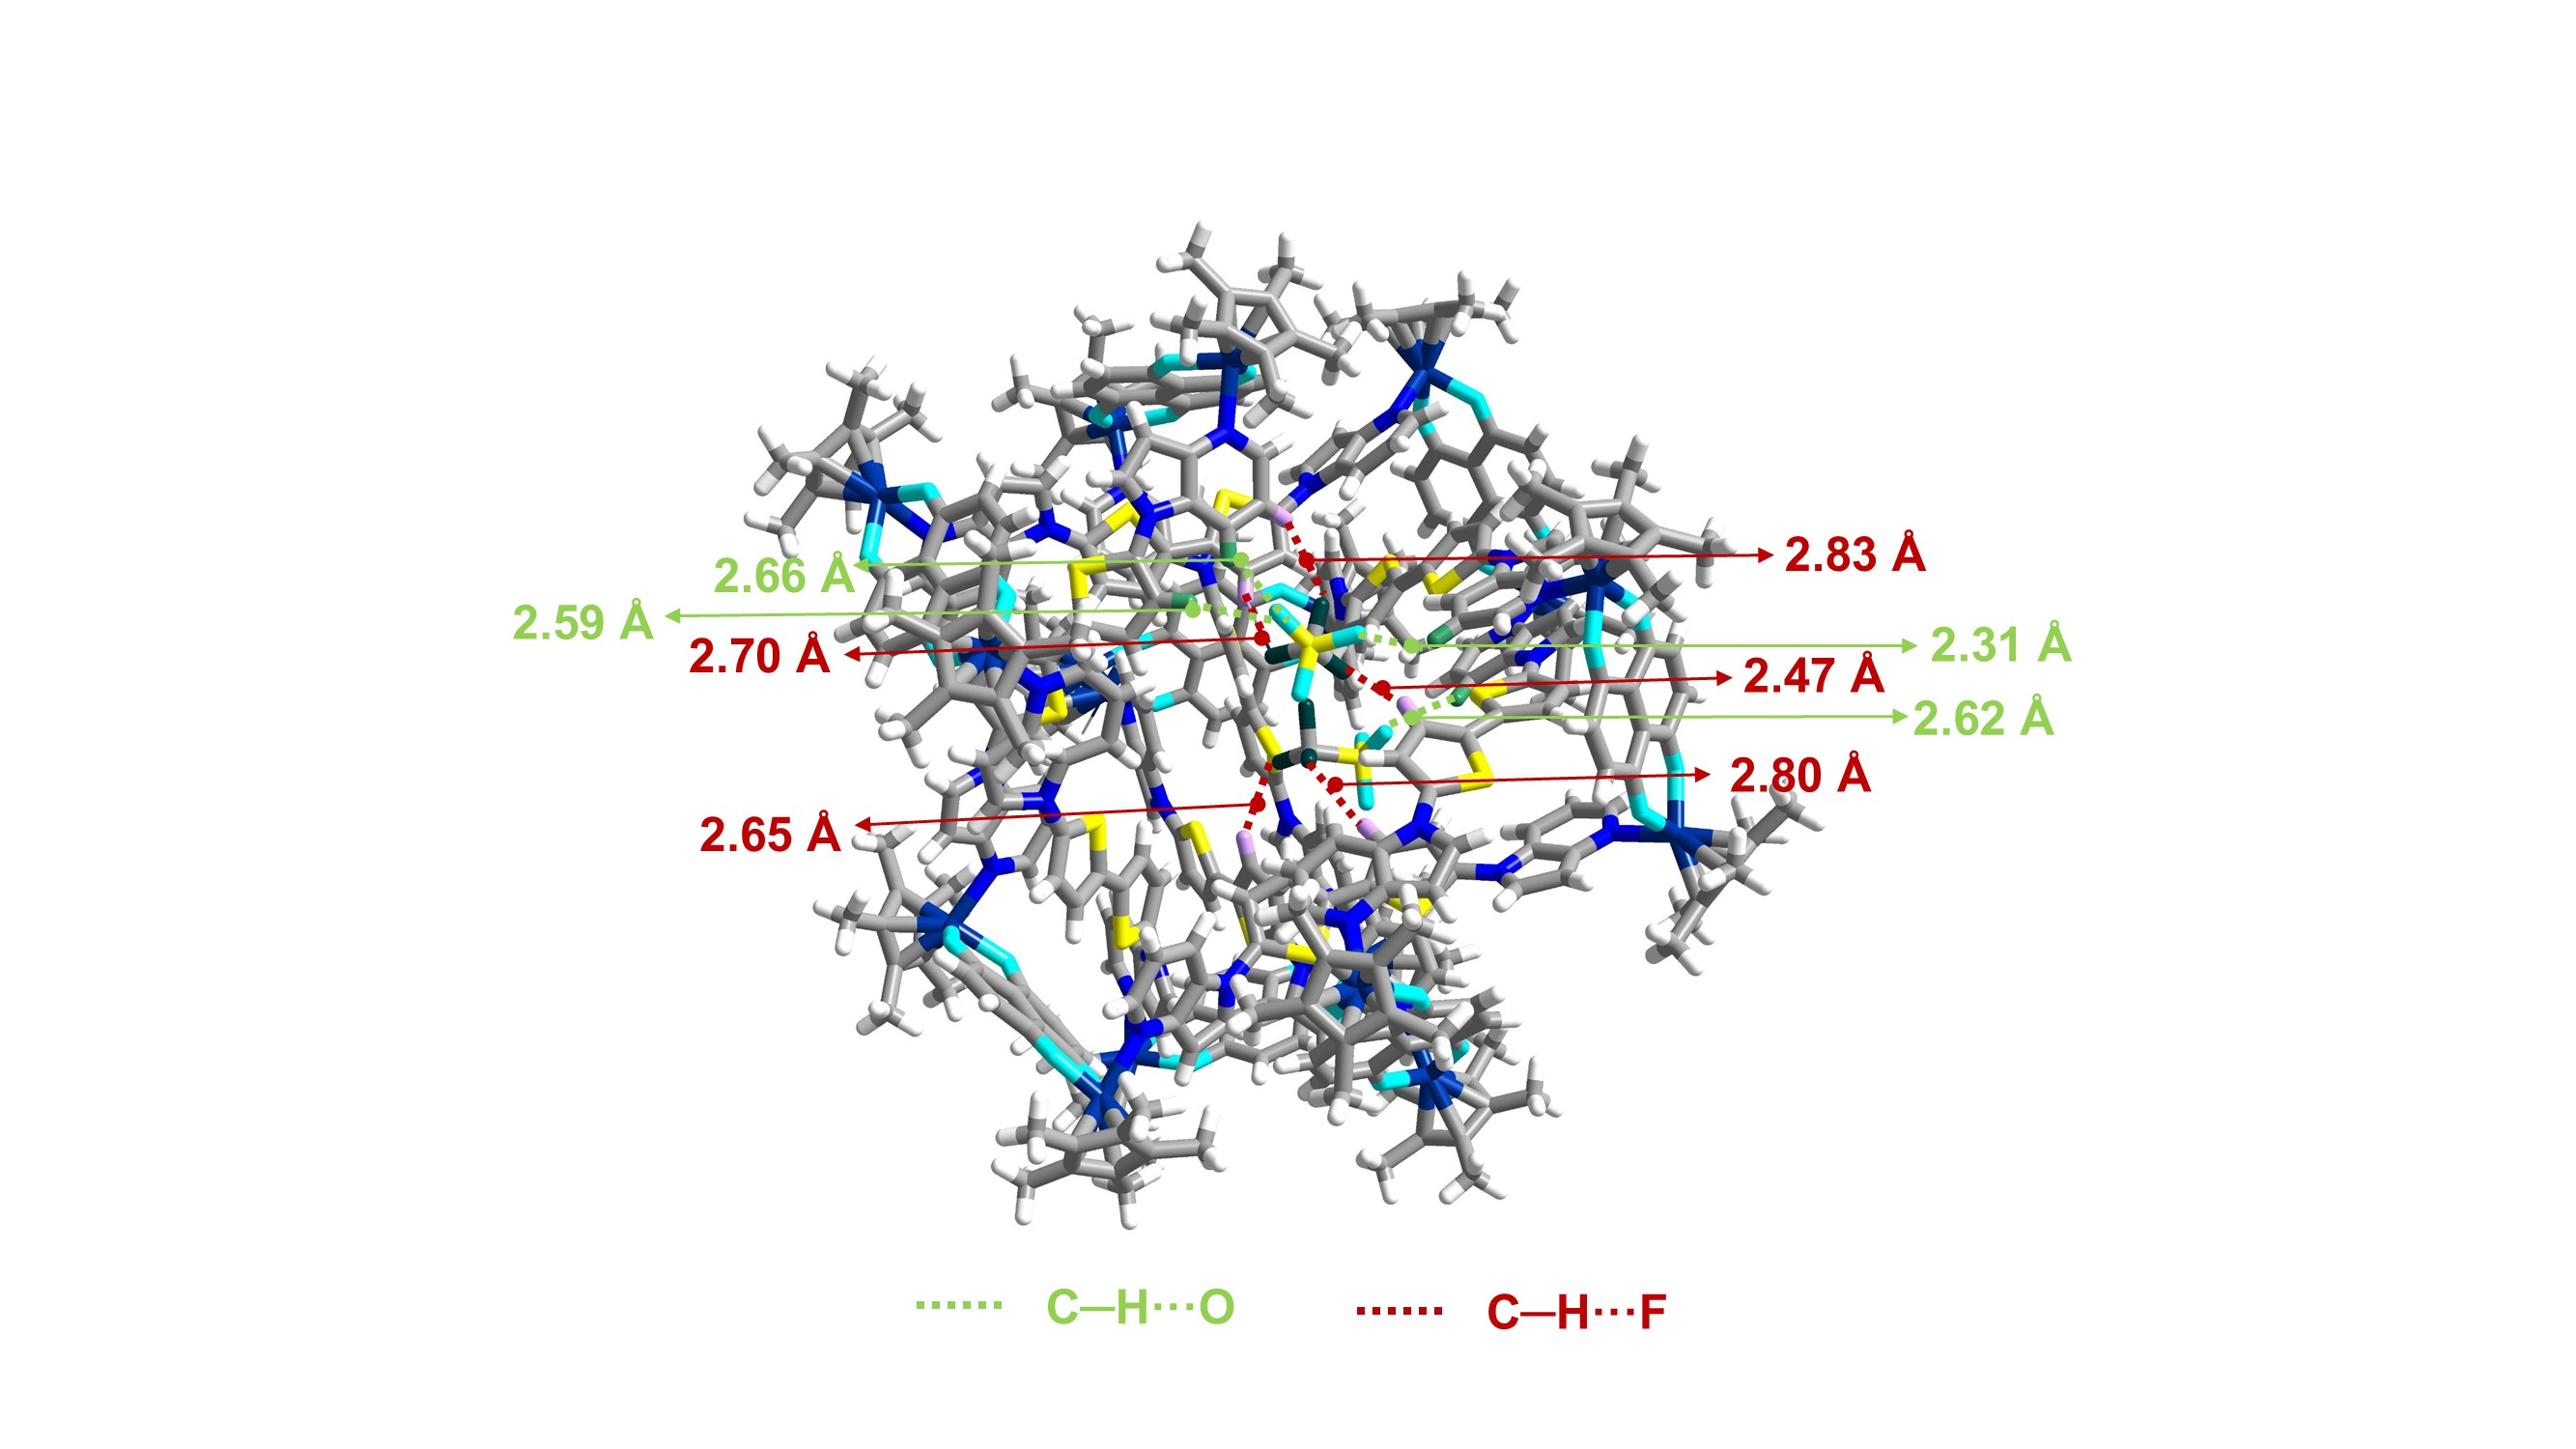 2.83 Å
2.66 Å
2.59 Å
2.31 Å
2.70 Å
2.47 Å
2.62 Å
2.80 Å
2.65 Å
C—H···O
C—H···F